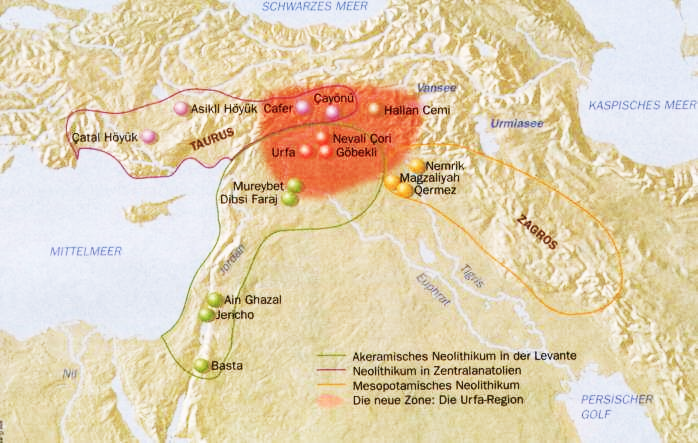 SCHWARZES MEER
Vansee
KASPISCHES MEER
Urmiasee
Çayönü
Asikli Höyük
Cafer
Hallan Cemi
Çatal Höyük
TAURUS
Nevali Çori
Urfa
Göbekli
Nemrik
Magzaliyah
Qermez
Mureybet
Dibsi Faraj
ZAGROS
MITTELMEER
Jordan
Euphrat
Tigris
Ain Ghazal
Jericho
Basta
Nil
Akeramisches Neolithikum in der Levante
Neolithikum in Zentralanatolien
Mesopotamisches Neolithikum
Die neue Zone: Die Urfa-Region
PERSISCHER
GOLF